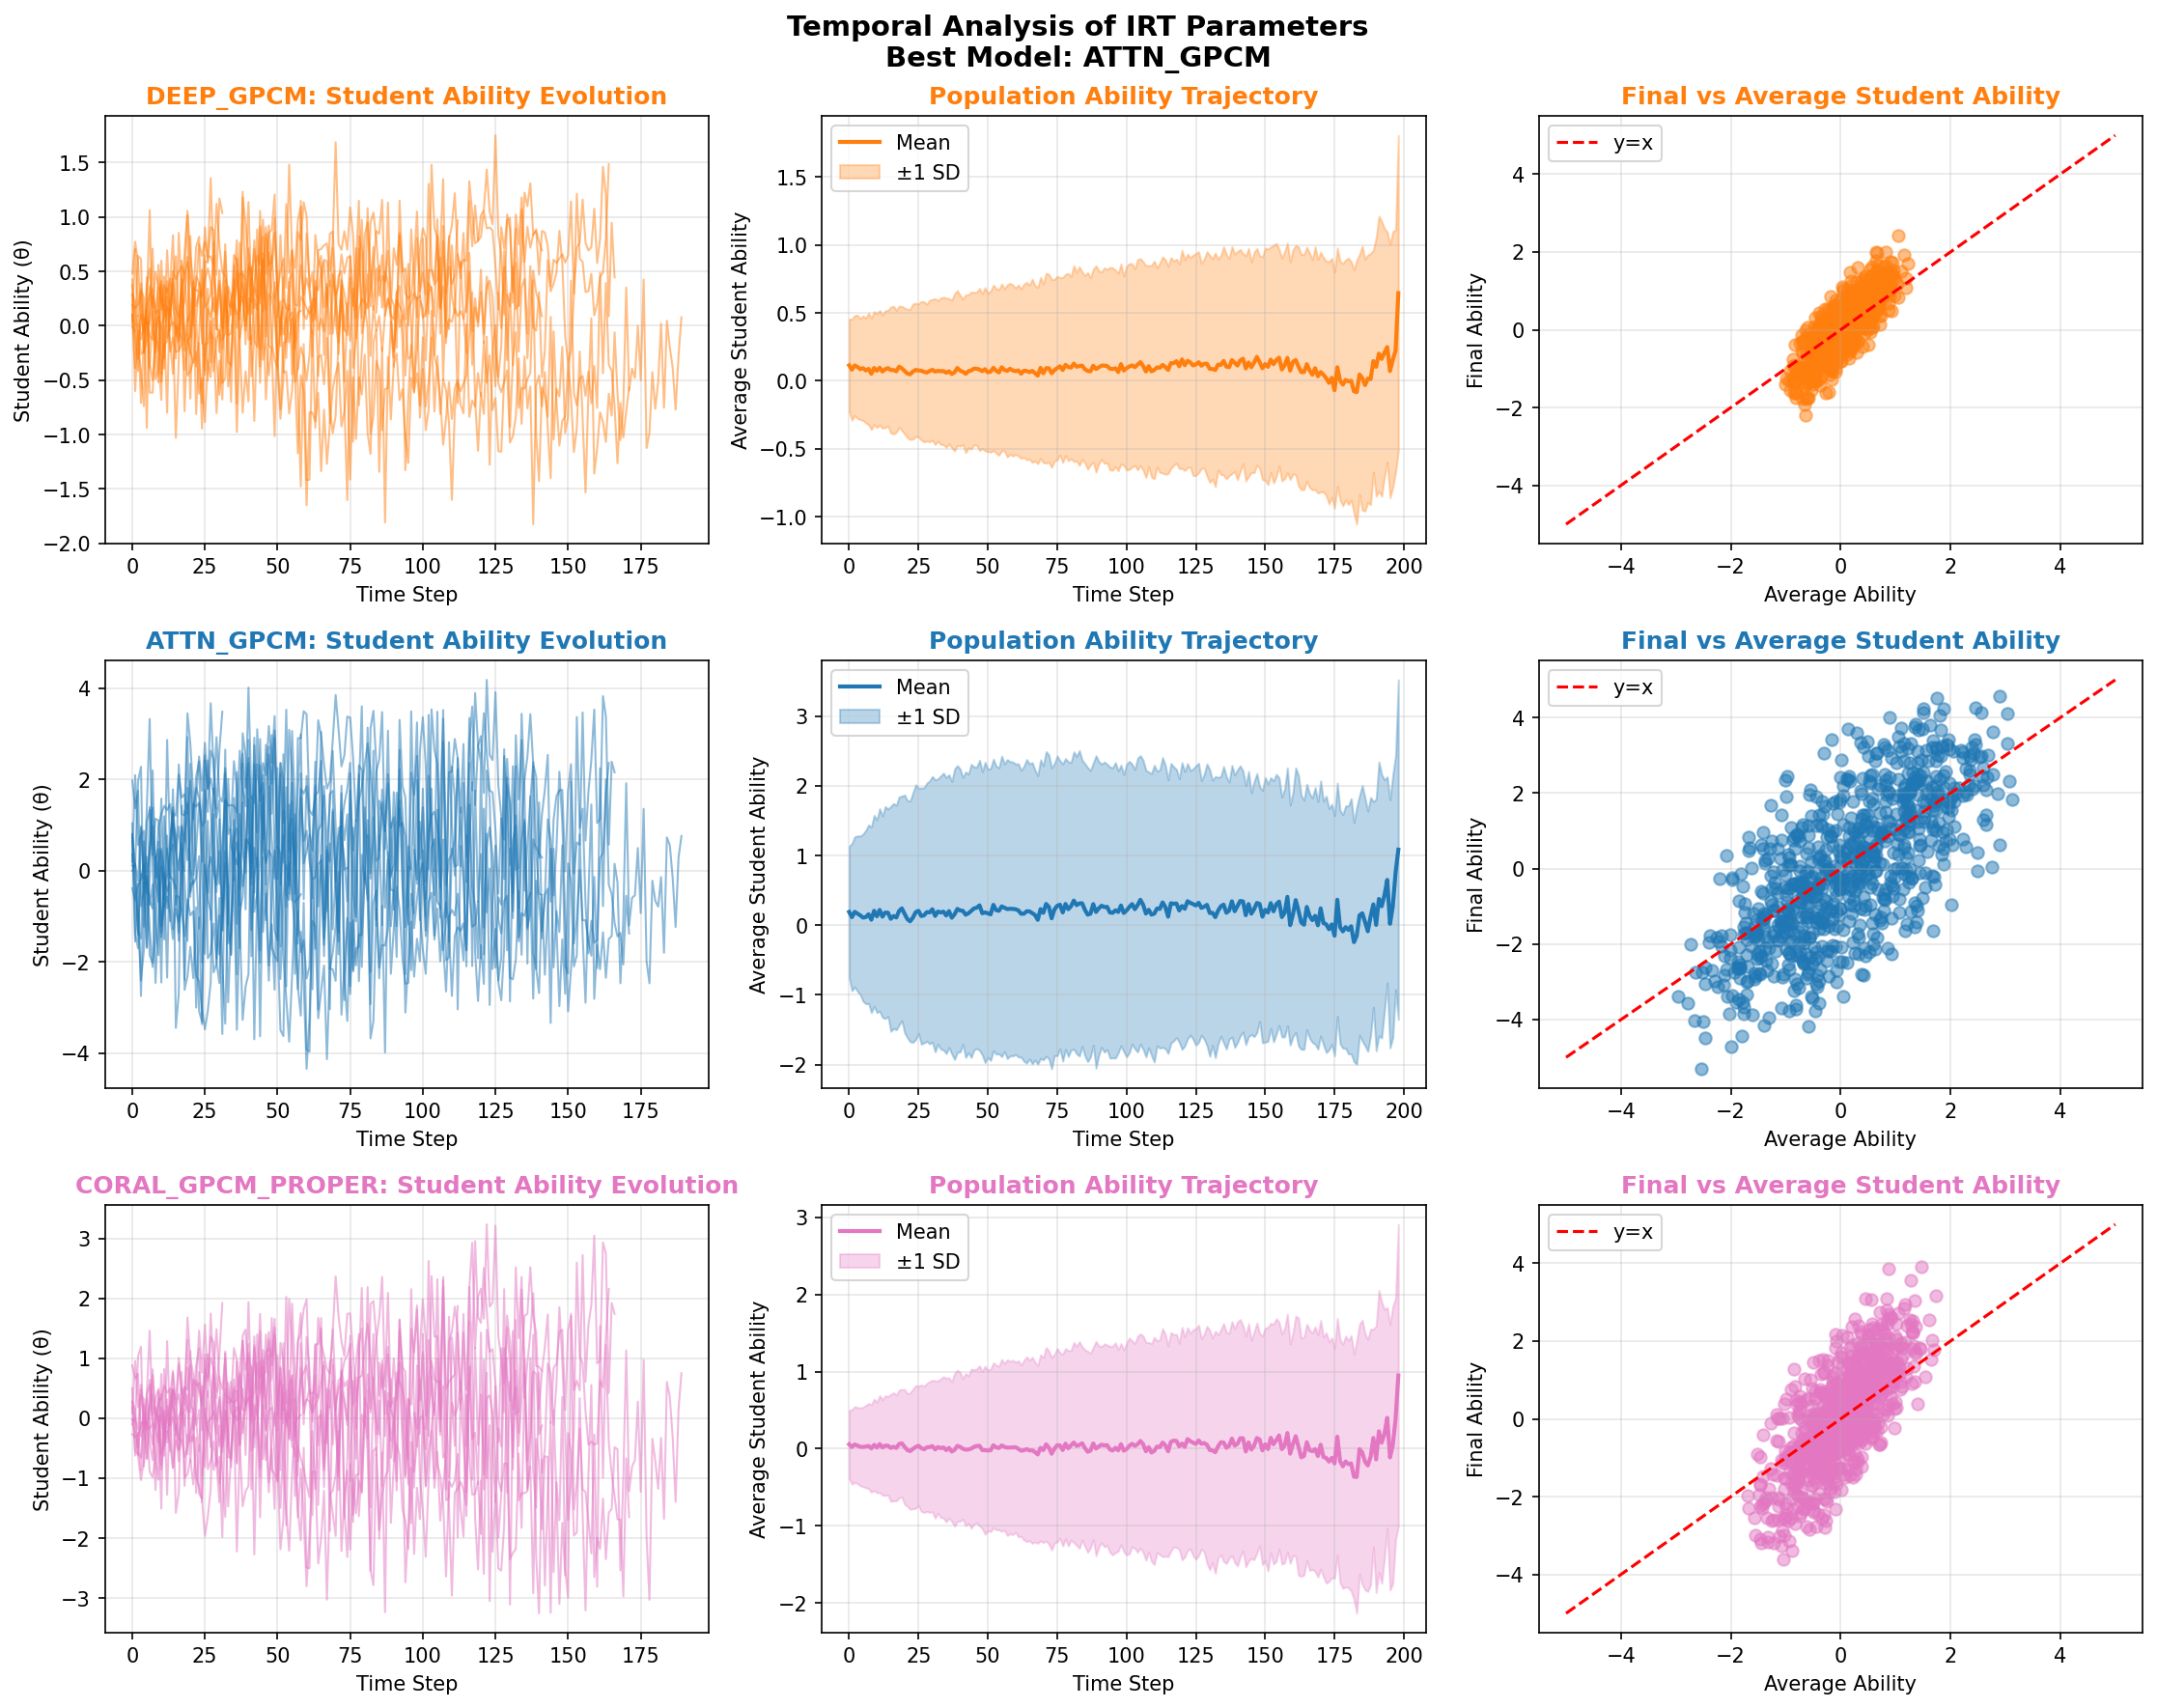 Temporal Analysis of IRT Parameters
Best Model: ATTN_GPCM
DEEP_GPCM: Student Ability Evolution
Student Ability (θ)
1.5
1.0
0.5
0.0
−0.5
−1.0
−1.5
−2.0
0 25 50 75 100 125 150 175
Time Step
Population Ability Trajectory
Mean
±1 SD
Average Student Ability
1.5
1.0
0.5
0.0
−0.5
−1.0
0 25 50 75 100 125 150 175 200
Time Step
Final vs Average Student Ability
y=x
Final Ability
4
2
0
−2
−4
−4 −2 0 2 4
Average Ability
ATTN_GPCM: Student Ability Evolution
Student Ability (θ)
4
2
0
−2
−4
0 25 50 75 100 125 150 175
Time Step
Population Ability Trajectory
Mean
±1 SD
Average Student Ability
3
2
1
0
−1
−2
0 25 50 75 100 125 150 175 200
Time Step
Final vs Average Student Ability
y=x
Final Ability
4
2
0
−2
−4
−4 −2 0 2 4
Average Ability
CORAL_GPCM_PROPER: Student Ability Evolution
Student Ability (θ)
3
2
1
0
−1
−2
−3
0 25 50 75 100 125 150 175
Time Step
Population Ability Trajectory
Mean
±1 SD
Average Student Ability
3
2
1
0
−1
−2
0 25 50 75 100 125 150 175 200
Time Step
Final vs Average Student Ability
y=x
Final Ability
4
2
0
−2
−4
−4 −2 0 2 4
Average Ability